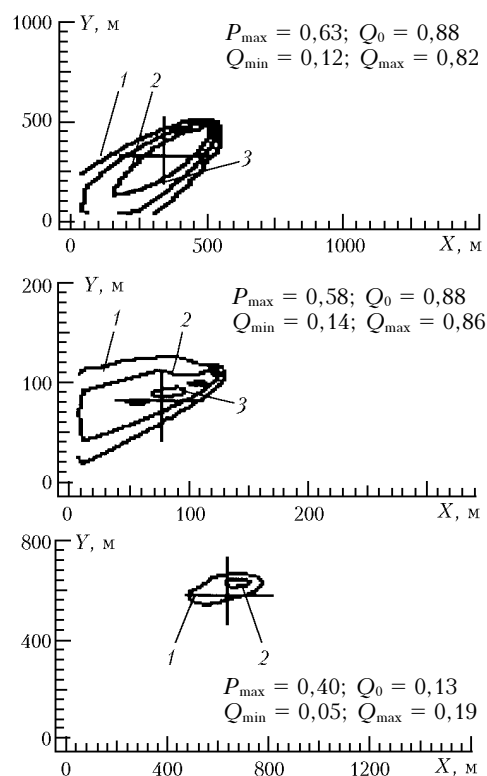 1000 Y, м
P_max = 0,63; Q_0 = 0,88
Q_min = 0,12; Q_max = 0,82
1 2
500
3
0
0 500 1000 X, м
200 Y, м
P_max = 0,58; Q_0 = 0,88
Q_min = 0,14; Q_max = 0,86
1 2
100
3
0
0 100 200 X, м
800 Y, м
400
1 2
P_max = 0,40; Q_0 = 0,13
Q_min = 0,05; Q_max = 0,19
0
0 400 800 1200 X, м